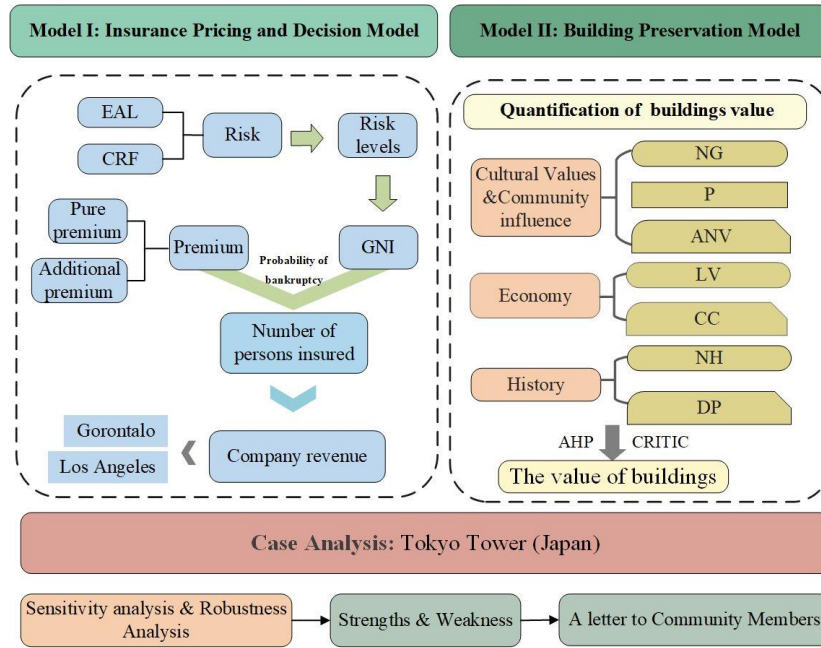 Model I: Insurance Pricing and Decision Model
Model II: Building Preservation Model
EAL
CRF
Risk
Risk
levels
Pure
premium
Additional
premium
Premium
Probability of
bankruptcy
GNI
Number of
persons insured
Company revenue
Gorontalo
Los Angeles
Quantification of buildings value
Cultural Values
&Community
influence
NG
P
ANV
Economy
LV
CC
History
NH
DP
AHP
CRITIC
The value of buildings
Case Analysis: Tokyo Tower (Japan)
Sensitivity analysis & Robustness
Analysis
Strengths & Weakness
A letter to Community Members